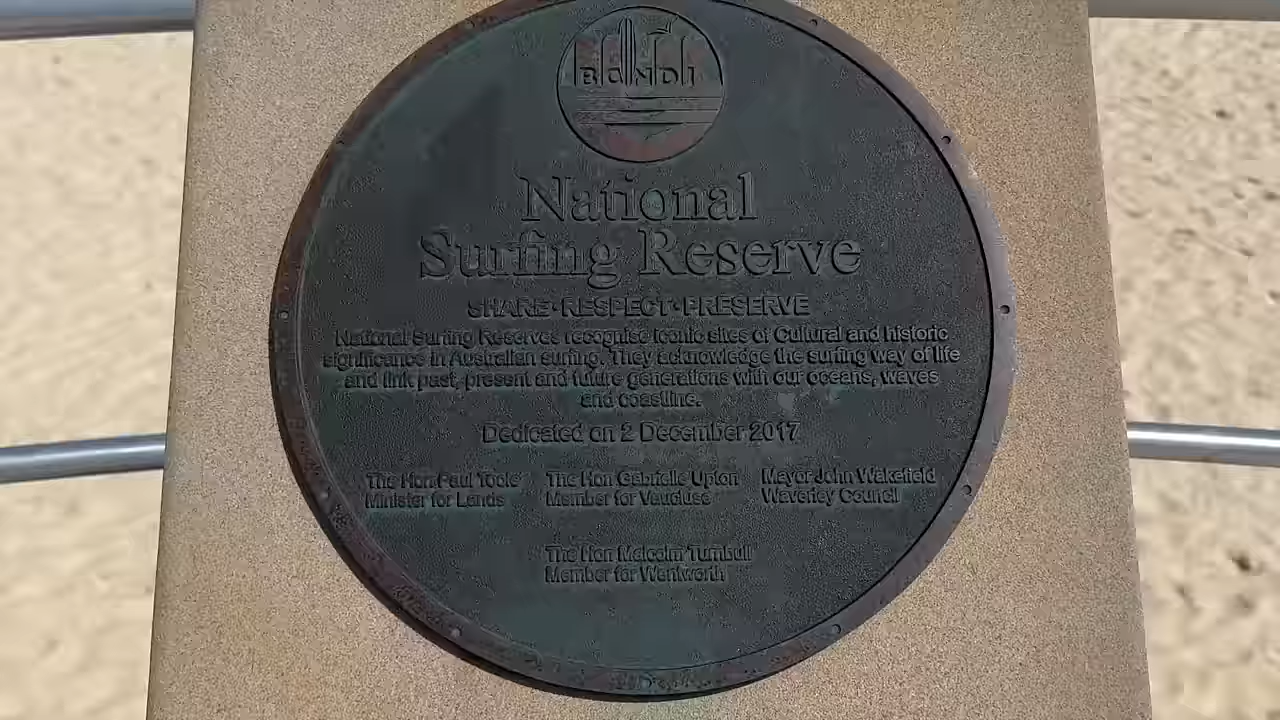 BONDI
National
Surfing Reserve
SHARE·RESPECT·PRESERVE
National Surfing Reserves recognise iconic sites of Cultural and historic
significance in Australian surfing. They acknowledge the surfing way of life
and link past, present and future generations with our oceans, waves
and coastline.
Dedicated on 2 December 2017
The Hon Paul Toole
Minister for Lands
The Hon Gabrielle Upton
Member for Vaucluse
Mayor John Wakefield
Waverley Council
The Hon Malcolm Turnbull
Member for Wentworth